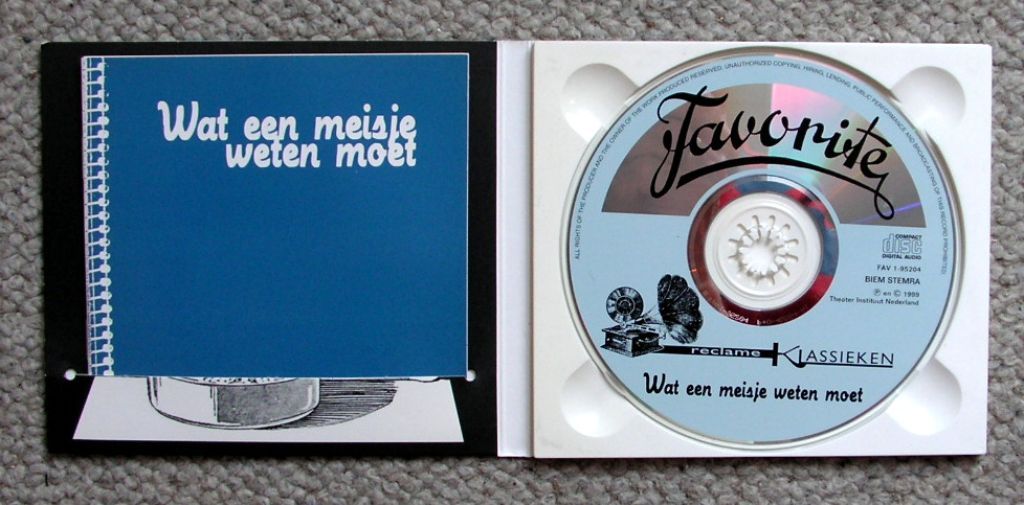 Wat een meisje
weten moet
ALL RIGHTS OF THE PRODUCER AND THE OWNER OF THE WORK PRODUCED RESERVED. UNAUTHORIZED COPYING, HIRING, LENDING, PUBLIC PERFORMANCE AND BROADCASTING OF THIS RECORD PROHIBITED.
Favoriet
COMPACT
disc
DIGITAL AUDIO
FAV 1-95204
BIEM STEMRA
℗ en © 1999
Theater Instituut Nederland
reclame KLASSIEKEN
Wat een meisje weten moet